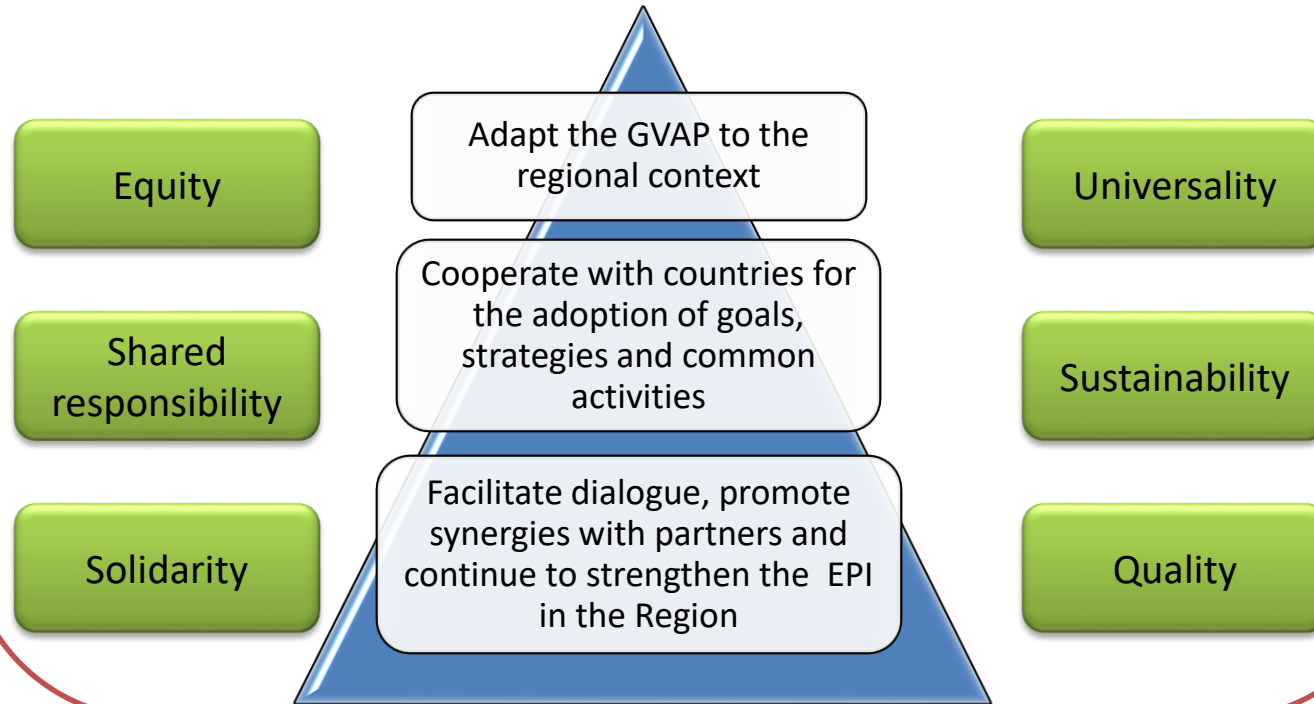 Equity
Shared
responsibility
Solidarity
Adapt the GVAP to the
regional context
Cooperate with countries for
the adoption of goals,
strategies and common
activities
Facilitate dialogue, promote
synergies with partners and
continue to strengthen the  EPI
in the Region
Universality
Sustainability
Quality